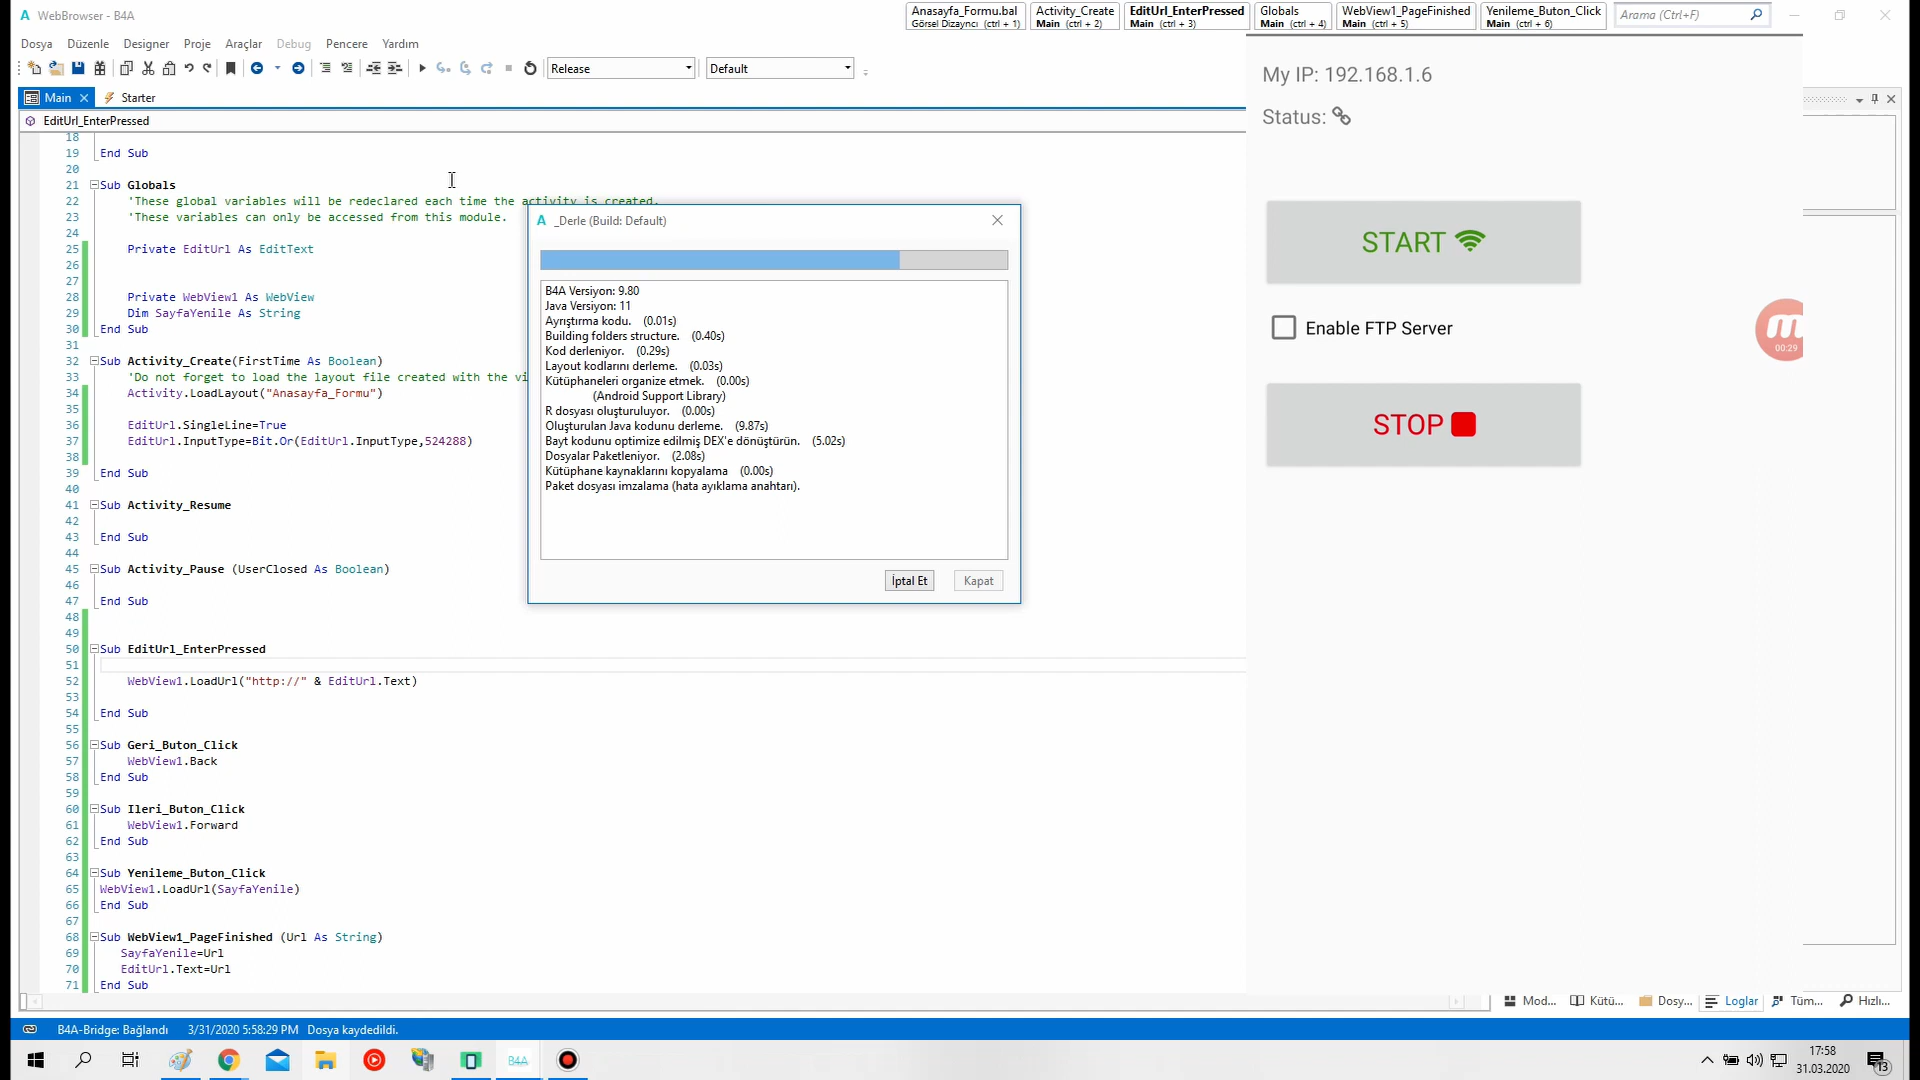 WebBrowser - B4A
Anasayfa_Formu.bal
Görsel Dizaynci (ctrl + 1)
Activity_Create
Main (ctrl + 2)
EditUrl_EnterPressed
Main (ctrl + 3)
Globals
Main (ctrl + 4)
WebView1_PageFinished
Main (ctrl + 5)
Yenileme_Buton_Click
Main (ctrl + 6)
Arama (Ctrl+F)
Dosya Düzenle Designer Proje Araçlar Debug Pencere Yardım
Release
Default
Main
Starter
EditUrl_EnterPressed
18
19 End Sub
20
21 Sub Globals
22 'These global variables will be redeclared each time the activity is created.
23 'These variables can only be accessed from this module.
24
25 Private EditUrl As EditText
26
27
28 Private WebView1 As WebView
29 Dim SayfaYenile As String
30 End Sub
31
32 Sub Activity_Create(FirstTime As Boolean)
33 'Do not forget to load the layout file created with the vi
34 Activity.LoadLayout("Anasayfa_Formu")
35
36 EditUrl.SingleLine=True
37 EditUrl.InputType=Bit.Or(EditUrl.InputType,524288)
38
39 End Sub
40
41 Sub Activity_Resume
42
43 End Sub
44
45 Sub Activity_Pause (UserClosed As Boolean)
46
47 End Sub
48
49
50 Sub EditUrl_EnterPressed
51
52 WebView1.LoadUrl("http://" & EditUrl.Text)
53
54 End Sub
55
56 Sub Geri_Buton_Click
57 WebView1.Back
58 End Sub
59
60 Sub Ileri_Buton_Click
61 WebView1.Forward
62 End Sub
63
64 Sub Yenileme_Buton_Click
65 WebView1.LoadUrl(SayfaYenile)
66 End Sub
67
68 Sub WebView1_PageFinished (Url As String)
69 SayfaYenile=Url
70 EditUrl.Text=Url
71 End Sub
_Derle (Build: Default)
B4A Versiyon: 9.80
Java Versiyon: 11
Ayrıştırma kodu. (0.01s)
Building folders structure. (0.40s)
Kod derleniyor. (0.29s)
Layout kodlarını derleme. (0.03s)
Kütüphaneleri organize etmek. (0.00s)
(Android Support Library)
R dosyası oluşturuluyor. (0.00s)
Oluşturulan Java kodunu derleme. (9.87s)
Bayt kodunu optimize edilmiş DEX'e dönüştürün. (5.02s)
Dosyalar Paketleniyor. (2.08s)
Kütüphane kaynaklarını kopyalama (0.00s)
Paket dosyası imzalama (hata ayıklama anahtarı).
İptal Et
Kapat
My IP: 192.168.1.6
Status:
START
Enable FTP Server
00:29
STOP
Mod... Kütü... Dosy... Loglar Tüm... Hızlı...
B4A-Bridge: Bağlandı 3/31/2020 5:58:29 PM Dosya kaydedildi.
B4A
17:58
31.03.2020
13